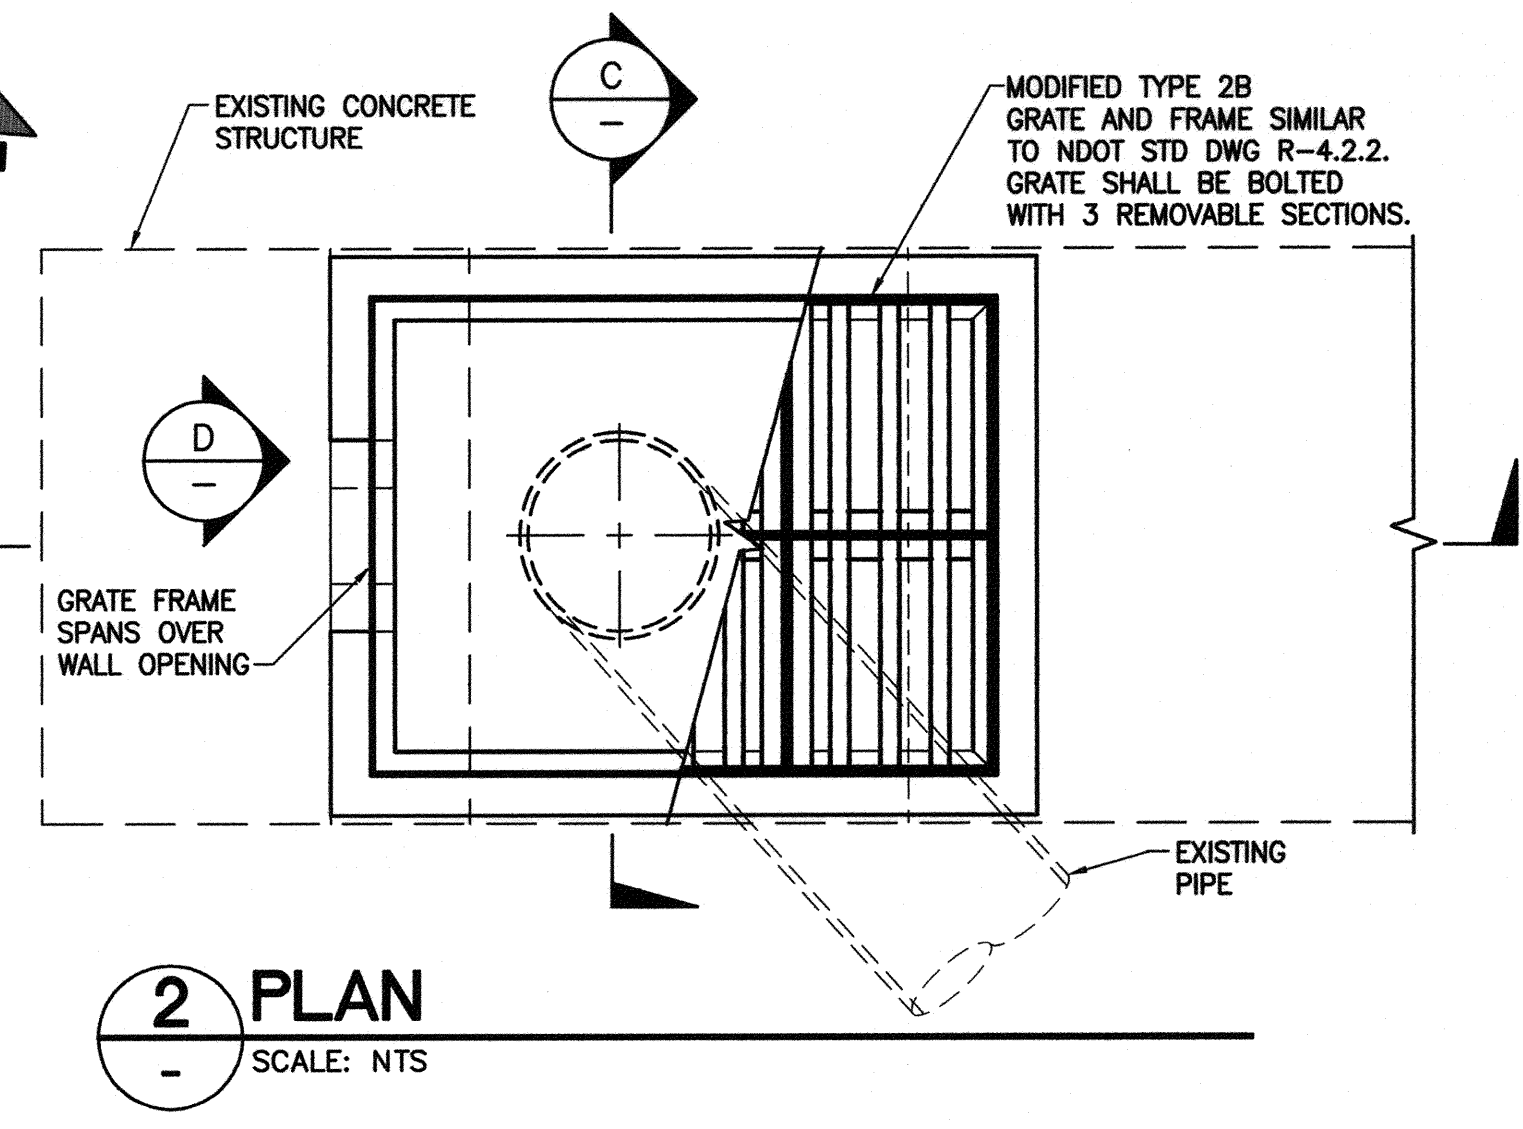 C
–
EXISTING CONCRETE
STRUCTURE
MODIFIED TYPE 2B
GRATE AND FRAME SIMILAR
TO NDOT STD DWG R–4.2.2.
GRATE SHALL BE BOLTED
WITH 3 REMOVABLE SECTIONS.
D
–
GRATE FRAME
SPANS OVER
WALL OPENING
EXISTING
PIPE
2
–
PLAN
SCALE: NTS